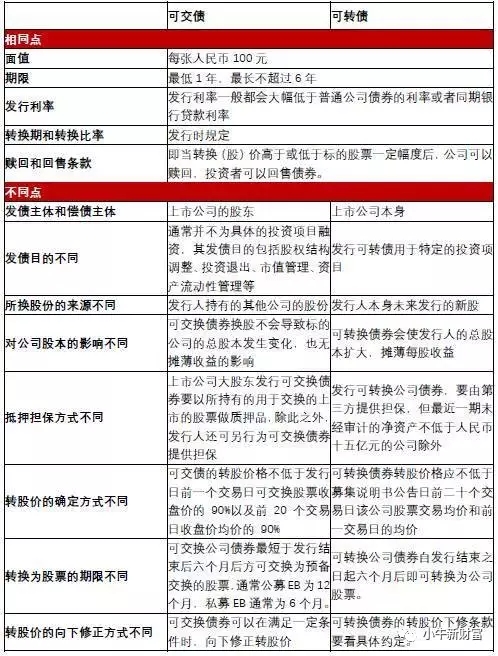 可交债 可转债
相同点
面值 每张人民币 100 元
期限 最低 1 年，最长不超过 6 年
发行利率 发行利率一般都会大幅低于普通公司债券的利率或者同期银
行贷款利率
转换期和转换比率 发行时规定
赎回和回售条款 即当转换（股）价高于或低于标的股票一定幅度后，公司可以
赎回，投资者可以回售债券。
不同点
发债主体和偿债主体 上市公司的股东 上市公司本身
发债目的不同
通常并不为具体的投资项目融
资，其发债目的包括股权结构
调整、投资退出、市值管理、资
产流动性管理等
发行可转债用于特定的投资项
目
所换股份的来源不同 发行人持有的其他公司的股份 发行人本身未来发行的新股
对公司股本的影响不同
可交换债券换股不会导致标的
公司的总股本发生变化，也无
摊薄收益的影响
可转换债券会使发行人的总股
本扩大，摊薄每股收益
抵押担保方式不同
上市公司大股东发行可交换债
券要以所持有的用于交换的上
市的股票做质押品，除此之外，
发行人还可另行为可交换债券
提供担保
发行可转换公司债券，要由第
三方提供担保，但最近一期末
经审计的净资产不低于人民币
十五亿元的公司除外
转股价的确定方式不同
可交债的转股价格不低于发行
日前一个交易日可交换股票收
盘价的 90%以及前 20 个交易
日收盘价均价的 90%
可转换债券转股价格应不低于
募集说明书公告日前二十个交
易日该公司股票交易均价和前
一交易日的均价
转换为股票的期限不同
可交换公司债券最短于发行结
束后六个月后方可交换为预备
交换的股票，通常公募 EB 为 12
个月，私募 EB 通常为 6 个月。
可转换公司债券自发行结束之
日起六个月后即可转换为公司
股票。
转股价的向下修正方式不同
可交换债券可以在满足一定条
件时，向下修正转股价
可转换债券的转股价下修条款
要看具体约定。
小牛新财富